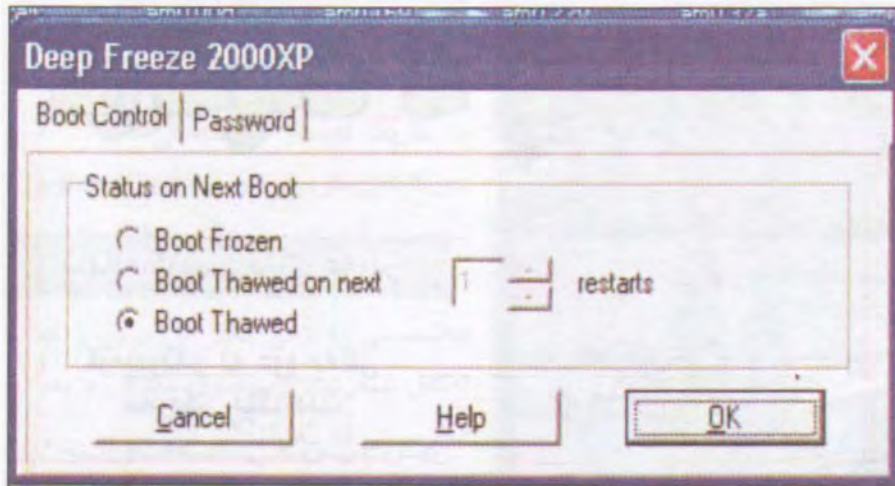 Deep Freeze 2000XP
Boot Control
Password
Status on Next Boot
Boot Frozen
Boot Thawed on next 1 restarts
Boot Thawed
Cancel
Help
OK